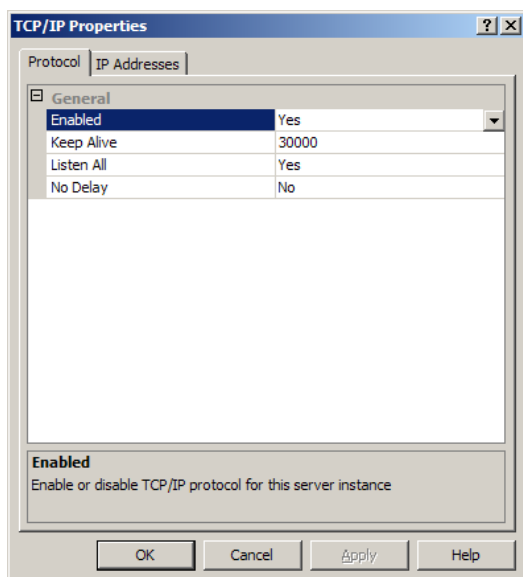 TCP/IP Properties
Protocol IP Addresses
General
Enabled Yes
Keep Alive 30000
Listen All Yes
No Delay No
Enabled
Enable or disable TCP/IP protocol for this server instance
OK Cancel Apply Help